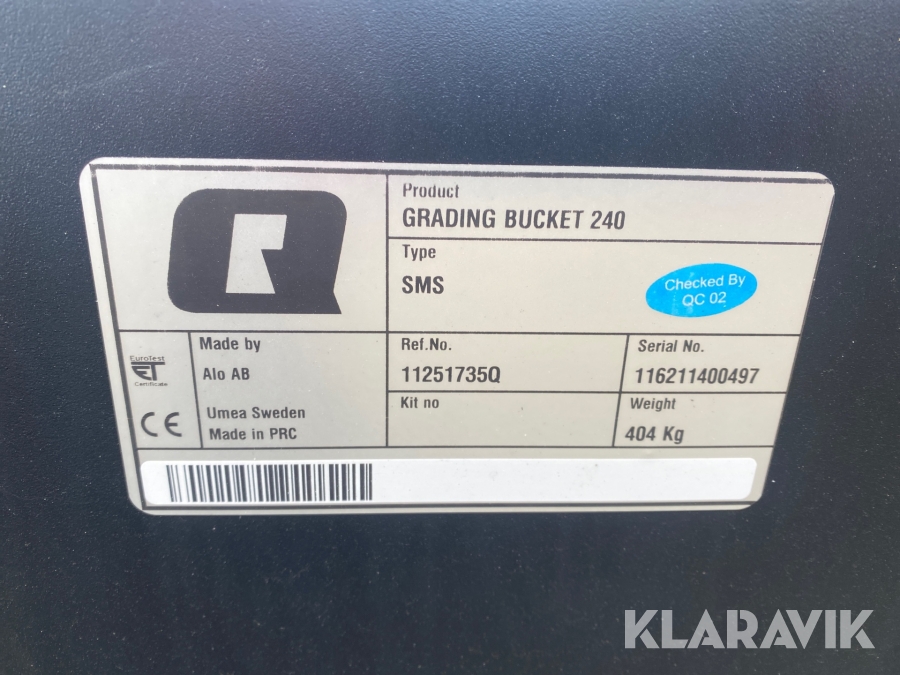 Product
GRADING BUCKET 240
Type
SMS
Checked By
QC 02
EuroTest
ET
Certificate
CE
Made by
Alo AB
Umea Sweden
Made in PRC
Ref.No.
11251735Q
Serial No.
116211400497
Kit no
Weight
404 Kg
KLARAVIK